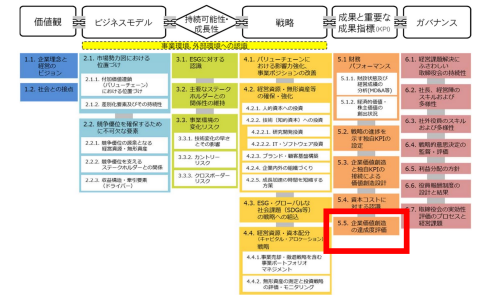 価値観
ビジネスモデル
持続可能性・
成長性
戦略
成果と重要な
成果指標(KPI)
ガバナンス
事業環境、外部環境への認識
1.1. 企業理念と
経営の
ビジョン
1.2. 社会との接点
2.1. 市場勢力図における
位置づけ
2.1.1. 付加価値連鎖
(バリューチェーン)
における位置づけ
2.1.2. 差別化要素及びその持続性
2.2. 競争優位を確保するため
に不可欠な要素
2.2.1. 競争優位の源泉となる
経営資源・無形資産
2.2.2. 競争優位を支える
ステークホルダーとの関係
2.2.3. 収益構造・牽引要素
(ドライバー)
3.1. ESGに対する
認識
3.2. 主要なステーク
ホルダーとの
関係性の維持
3.3. 事業環境の
変化リスク
3.3.1. 技術変化の早さ
とその影響
3.3.2. カントリー
リスク
3.3.3. クロスボーダー
リスク
4.1. バリューチェーンに
おける影響力強化、
事業ポジションの改善
4.2. 経営資源・無形資産等
の確保・強化
4.2.1. 人的資本への投資
4.2.2. 技術(知的資本)への投資
4.2.2.1. 研究開発投資
4.2.2.2. IT・ソフトウェア投資
4.2.3. ブランド・顧客基盤構築
4.2.4. 企業内外の組織づくり
4.2.5. 成長加速の時間を短縮する
方策
4.3. ESG・グローバルな
社会課題(SDGs等)
の戦略への組込
4.4. 経営資源・資本配分
(キャピタル・アロケーション)
戦略
4.4.1. 事業売却・撤退戦略を含む
事業ポートフォリオ
マネジメント
4.4.2. 無形資産の測定と投資戦略
の評価・モニタリング
5.1 財務
パフォーマンス
5.1.1. 財政状態及び
経営成績の
分析(MD&A等)
5.1.2. 経済的価値・
株主価値の
創出状況
5.2. 戦略の進捗を
示す独自KPIの
設定
5.3. 企業価値創造
と独自KPIの
接続による
価値創造設計
5.4. 資本コストに
対する認識
5.5. 企業価値創造
の達成度評価
6.1. 経営課題解決に
ふさわしい
取締役会の持続性
6.2. 社長、経営陣の
スキルおよび
多様性
6.3. 社外役員のスキル
および多様性
6.4. 戦略的意思決定の
監督・評価
6.5. 利益分配の方針
6.6. 役員報酬制度の
設計と結果
6.7. 取締役会の実効性
評価のプロセスと
経営課題